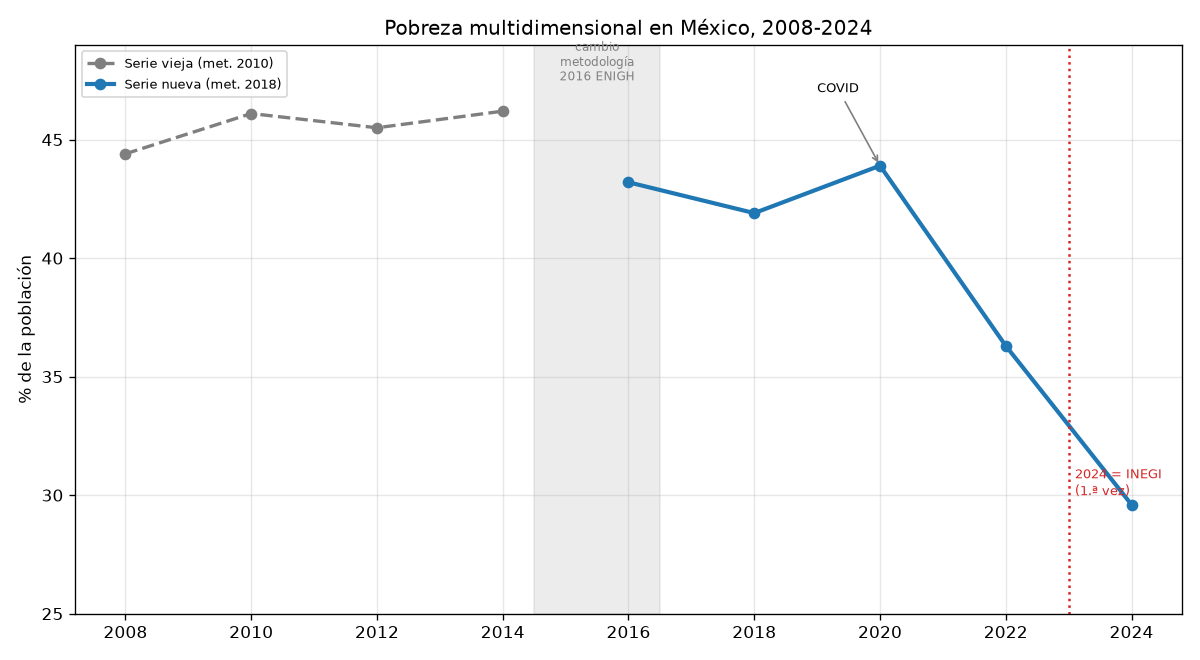 Pobreza multidimensional en México, 2008-2024
Serie vieja (met. 2010)
Serie nueva (met. 2018)
cambio
metodología
2016 ENIGH
COVID
2024 = INEGI
(1.ª vez)
% de la población
45
40
35
30
25
2008
2010
2012
2014
2016
2018
2020
2022
2024